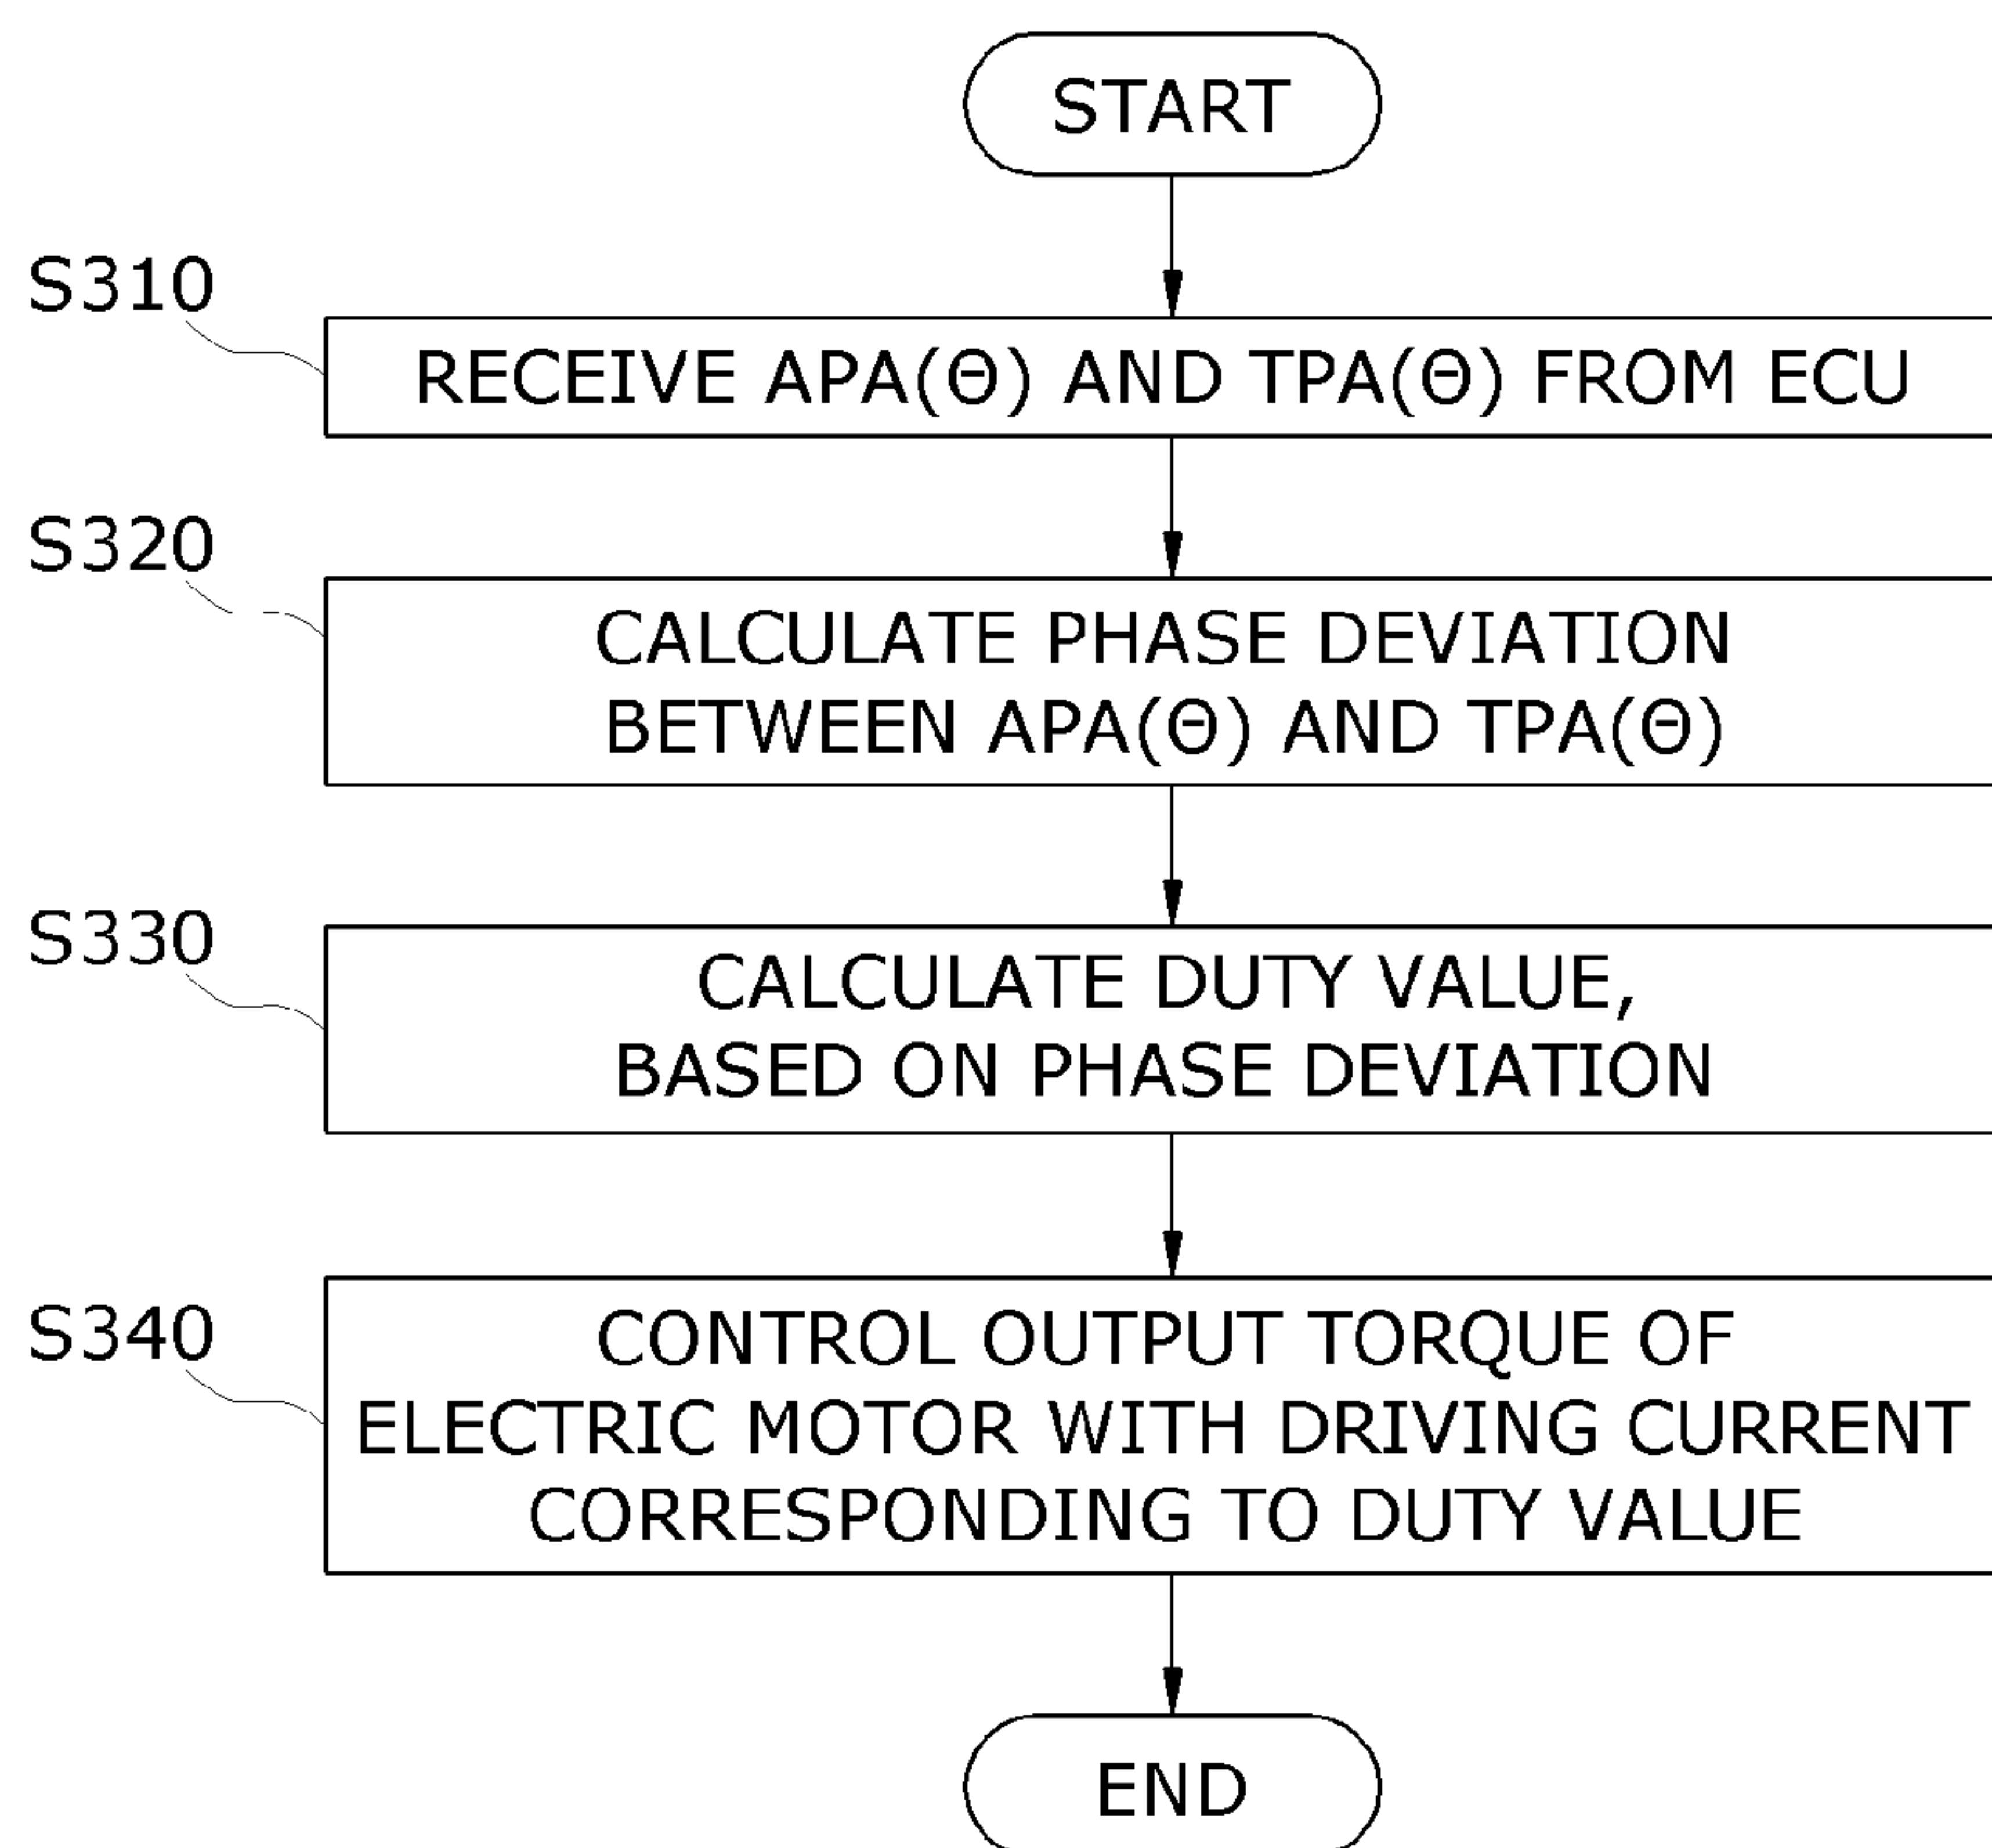 START
S310
RECEIVE APA(Θ) AND TPA(Θ) FROM ECU
S320
CALCULATE PHASE DEVIATION
BETWEEN APA(Θ) AND TPA(Θ)
S330
CALCULATE DUTY VALUE,
BASED ON PHASE DEVIATION
S340
CONTROL OUTPUT TORQUE OF
ELECTRIC MOTOR WITH DRIVING CURRENT
CORRESPONDING TO DUTY VALUE
END